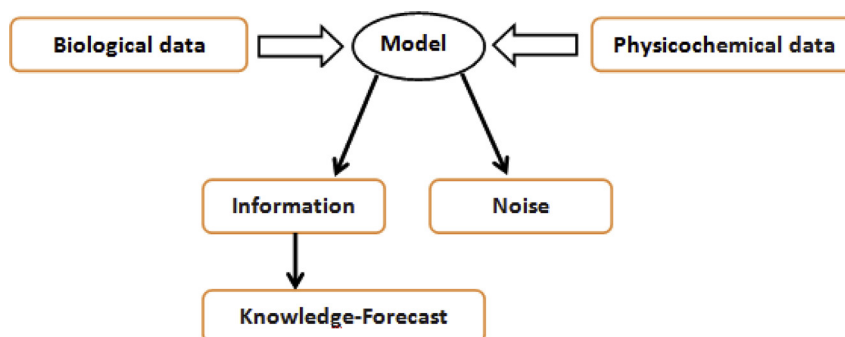 Biological data
Model
Physicochemical data
Information
Noise
Knowledge-Forecast